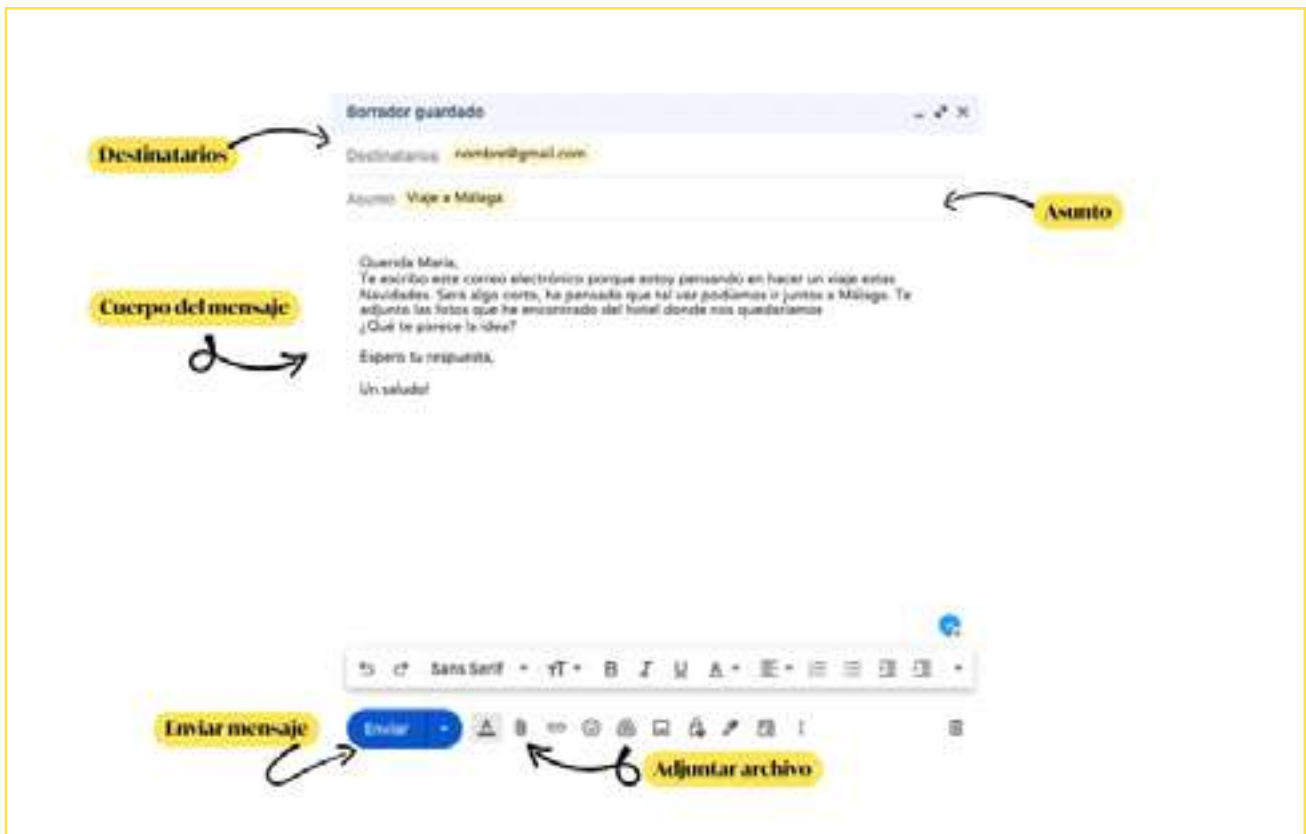 Borrador guardado
Destinatarios
Destinatarios nombre@gmail.com
Asunto Viaje a Málaga
Asunto
Querida María,
Te escribo este correo electrónico porque estoy pensando en hacer un viaje estas
Navidades. Será algo corto, he pensado que tal vez podíamos ir juntos a Málaga. Te
adjunto las fotos que he encontrado del hotel donde nos quedaríamos
¿Qué te parece la idea?
Cuerpo del mensaje
Espero tu respuesta,
Un saludo!
Sans Serif
Enviar mensaje
Enviar
Adjuntar archivo